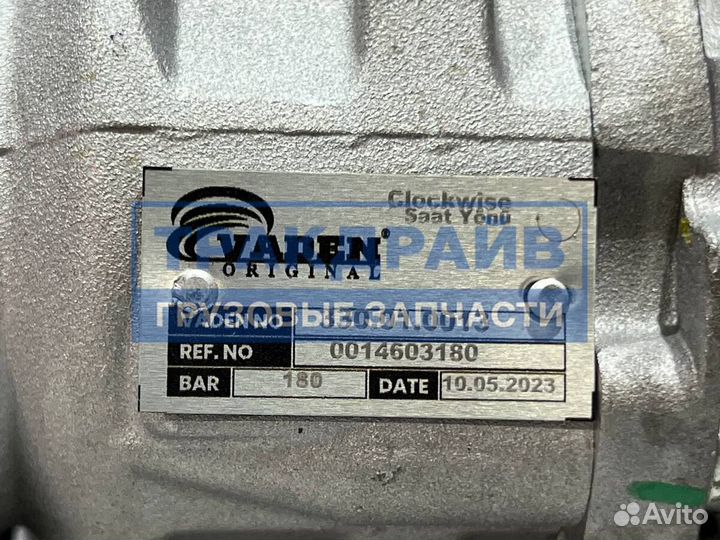 Clockwise
Saat Yönü
VADEN®
ORIGINAL
ТРАКДРАЙВ
ГРУЗОВЫЕ ЗАПЧАСТИ
VADEN NO
REF. NO 0014603180
BAR 180 DATE 10.05.2023
Avito